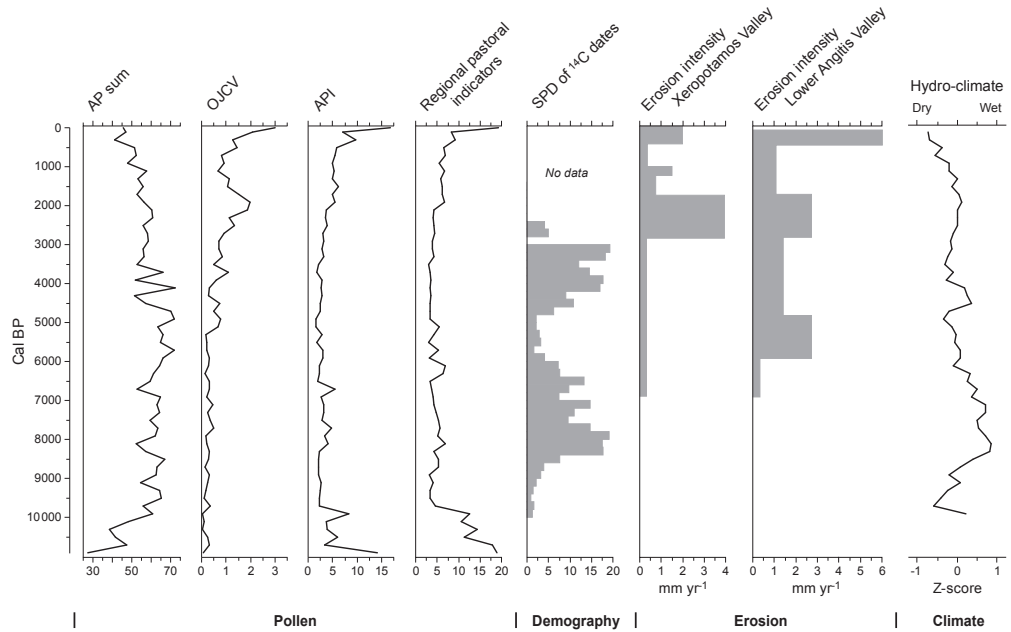 AP sum
OJCV
API
Regional pastoral
indicators
SPD of ¹⁴C dates
Erosion intensity
Xeropotamos Valley
Erosion intensity
Lower Angitis Valley
Hydro-climate
Dry Wet
Cal BP
0
1000
2000
3000
4000
5000
6000
7000
8000
9000
10000
No data
30 50 70
0 1 2 3
0 5 10 15
0 5 10 15 20
0 5 10 15 20
0 2 4
mm yr⁻¹
0 1 2 3 4 5 6
mm yr⁻¹
-1 0 1
Z-score
Pollen
Demography
Erosion
Climate